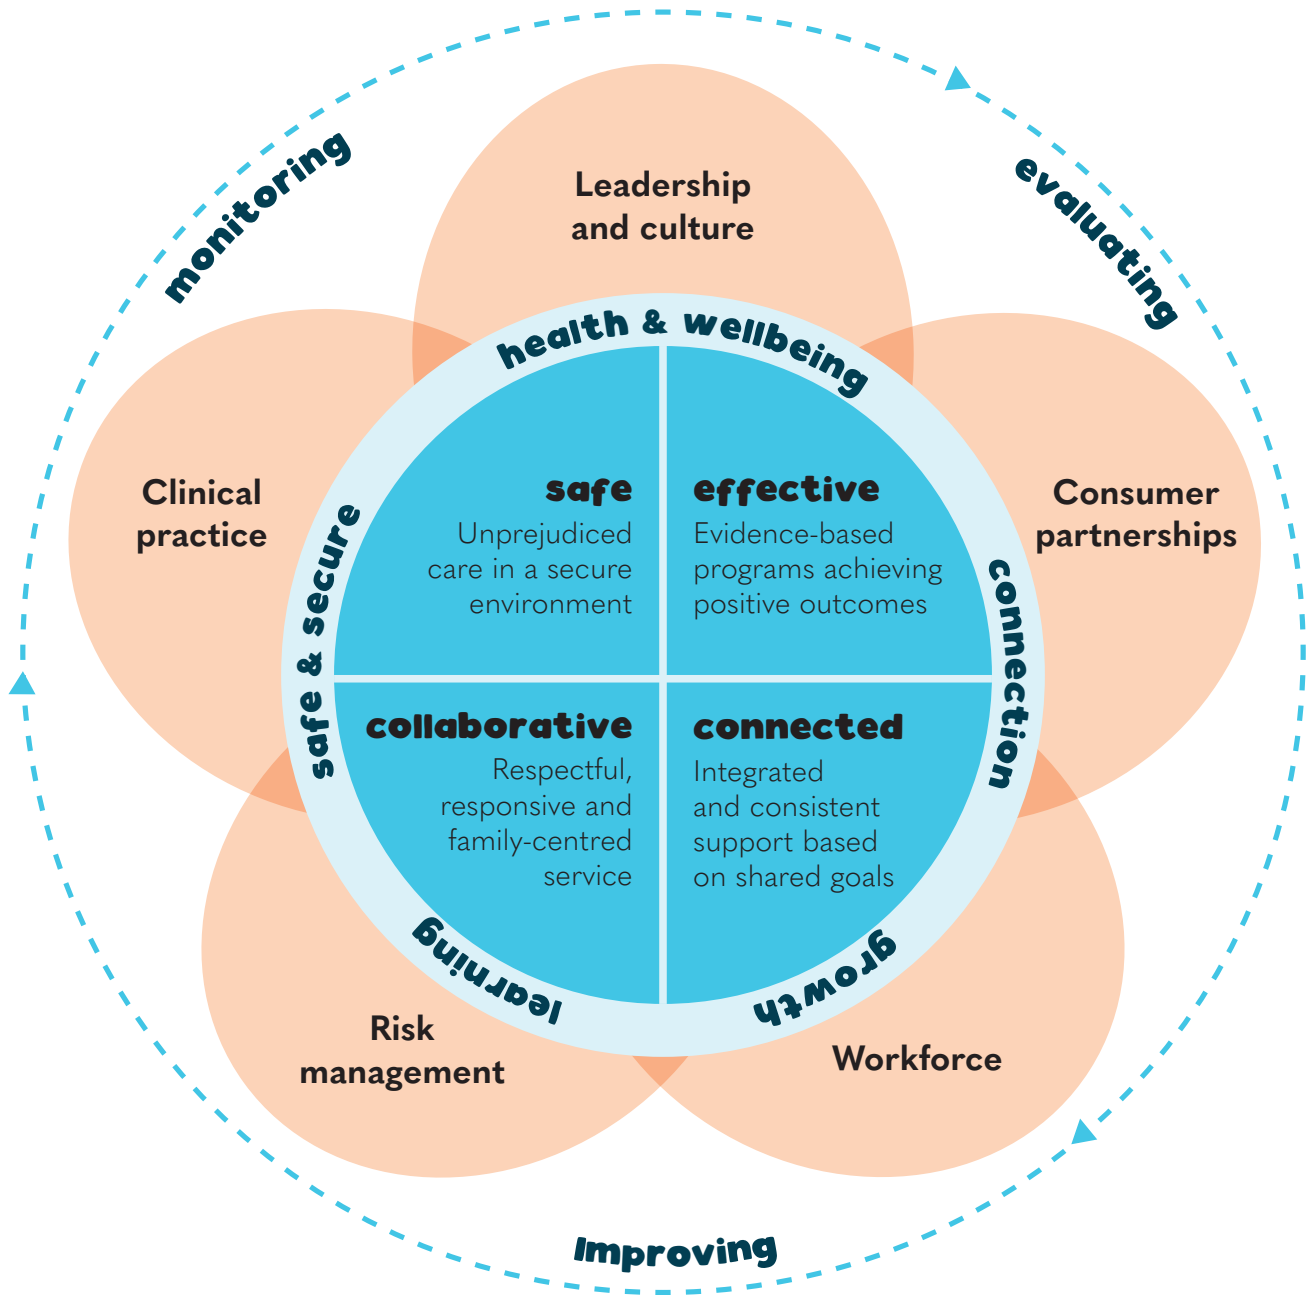 monitoring
evaluating
Leadership
and culture
health & wellbeing
Clinical
practice
Consumer
partnerships
safe & secure
connection
safe
Unprejudiced
care in a secure
environment
effective
Evidence-based
programs achieving
positive outcomes
collaborative
Respectful,
responsive and
family-centred
service
connected
Integrated
and consistent
support based
on shared goals
learning
growth
Risk
management
Workforce
Improving